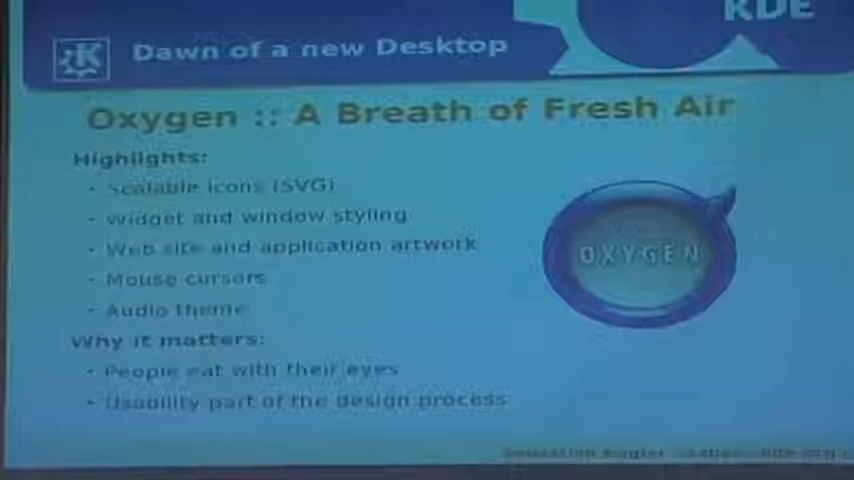 KDE
Dawn of a new Desktop
Oxygen :: A Breath of Fresh Air
Highlights:
· Scalable icons (SVG)
· Widget and window styling
· Web site and application artwork
· Mouse cursors
· Audio theme
OXYGEN
Why it matters:
· People eat with their eyes
· Usability part of the design process